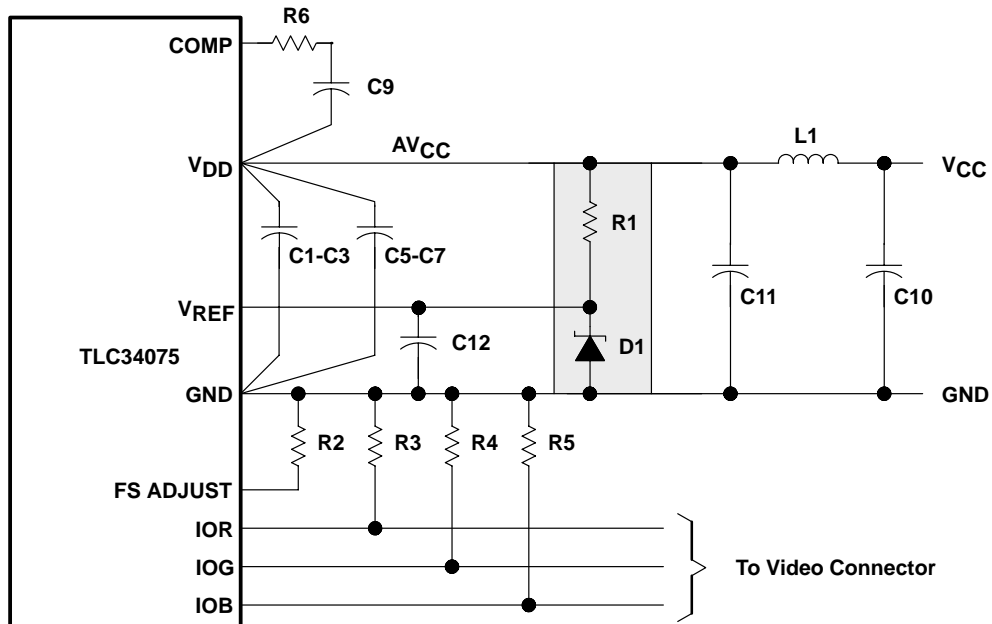 R6
COMP
C9
L1
AVCC
VDD
VCC
R1
C1-C3
C5-C7
C11
C10
VREF
C12
D1
TLC34075
GND
GND
R2
R3
R4
R5
FS ADJUST
IOR
IOG
To Video Connector
IOB